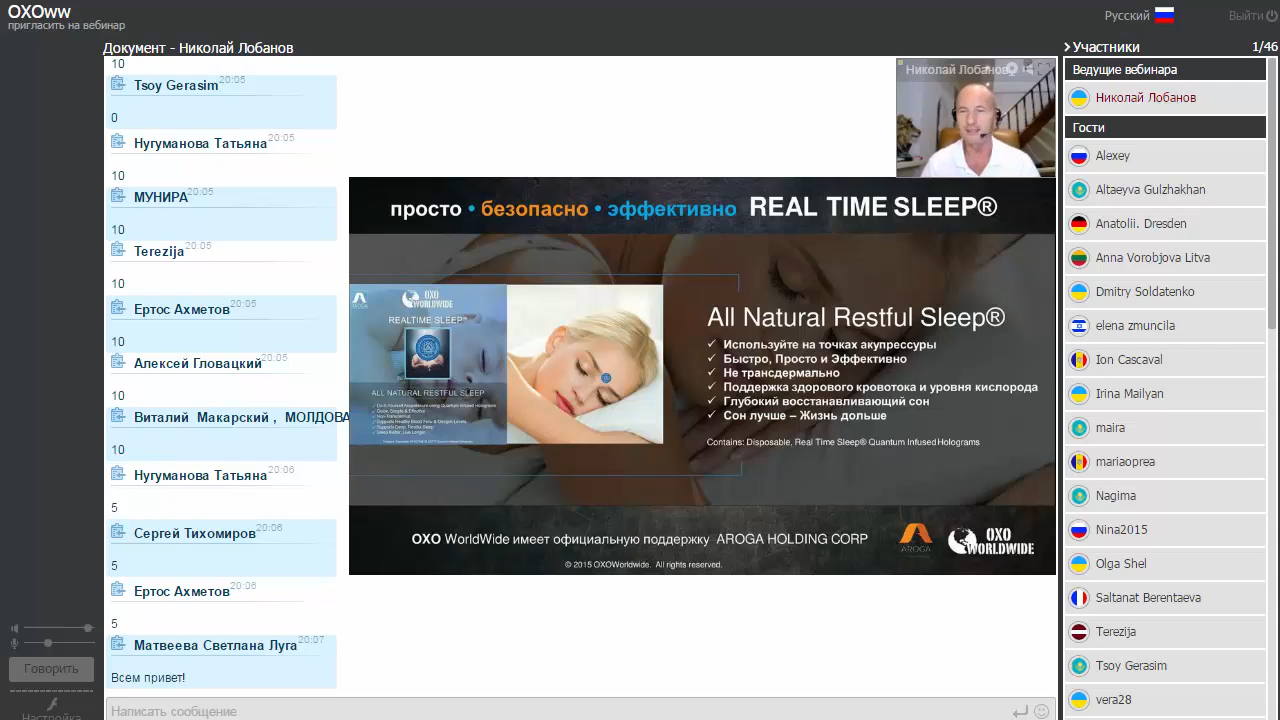 OXOww
пригласить на вебинар
Русский
Выйти
Документ - Николай Лобанов
Участники
1/46
10
Tsoy Gerasim 20:05
0
Нугуманова Татьяна 20:05
10
МУНИРА 20:05
10
Terezija 20:05
10
Ертос Ахметов 20:05
10
Алексей Гловацкий 20:05
10
Виталий Макарский , МОЛДОВА
10
Нугуманова Татьяна 20:06
5
Сергей Тихомиров 20:06
5
Ертос Ахметов 20:06
5
Матвеева Светлана Луга 20:07
Всем привет!
Написать сообщение
Говорить
Настройка
Николай Лобанов
просто • безопасно • эффективно REAL TIME SLEEP®
AROGA
OXO
WORLDWIDE
REALTIME SLEEP®
ALL NATURAL RESTFUL SLEEP
All Natural Restful Sleep®
✓ Используйте на точках акупрессуры
✓ Быстро, Просто и Эффективно
✓ Не трансдермально
✓ Поддержка здорового кровотока и уровня кислорода
✓ Глубокий восстанавливающий сон
✓ Сон лучше – Жизнь дольше
Contains: Disposable, Real Time Sleep® Quantum Infused Holograms
OXO WorldWide имеет официальную поддержку AROGA HOLDING CORP
AROGA
OXO
WORLDWIDE
© 2015 OXOWorldwide. All rights reserved.
Ведущие вебинара
Николай Лобанов
Гости
Alexey
Altaeyva Gulzhakhan
Anatolii. Dresden
Anna Vorobjova Litva
Dmitry Soldatenko
elena suncila
Ion Caraval
Irina Maiyan
Kunar
mariaoprea
Nagima
Nina2015
Perehel
Saltanat Berentaeva
Terezija
Tsoy Gerasim
vera28